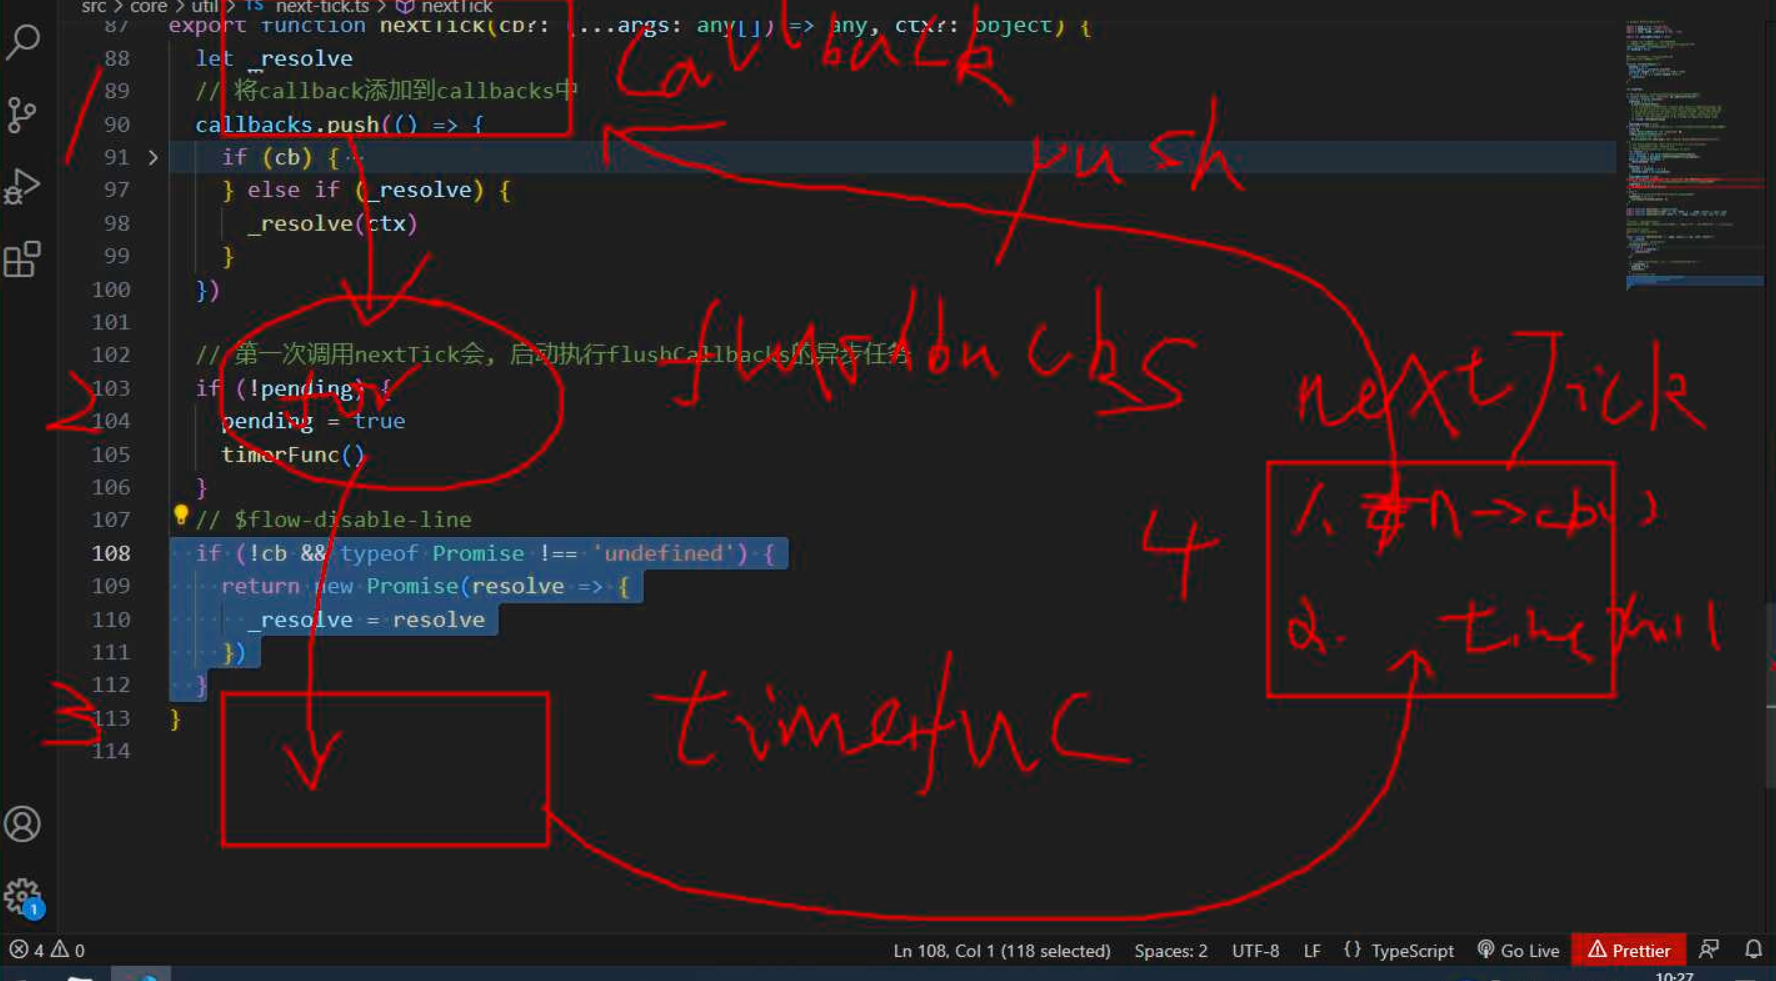 src > core > util > TS next-tick.ts > nextTick
87 export function nextTick(cb?: (...args: any[]) => any, ctx?: object) {
88 let _resolve
89 // 将callback添加到callbacks中
90 callbacks.push(() => {
91 > if (cb) { ··
97 } else if (_resolve) {
98 _resolve(ctx)
99 }
100 })
101
102 // 第一次调用nextTick会, 启动执行flushCallbacks的异步任务
103 if (!pending) {
104 pending = true
105 timerFunc()
106 }
107 // $flow-disable-line
108 if (!cb && typeof Promise !== 'undefined') {
109 return new Promise(resolve => {
110 _resolve = resolve
111 })
112 }
113 }
114
callback
push
1
for
2
nextTick
4
1.
2.
3
timerfunc
1
4 0
Ln 108, Col 1 (118 selected) Spaces: 2 UTF-8 LF {} TypeScript Go Live Prettier
10:27